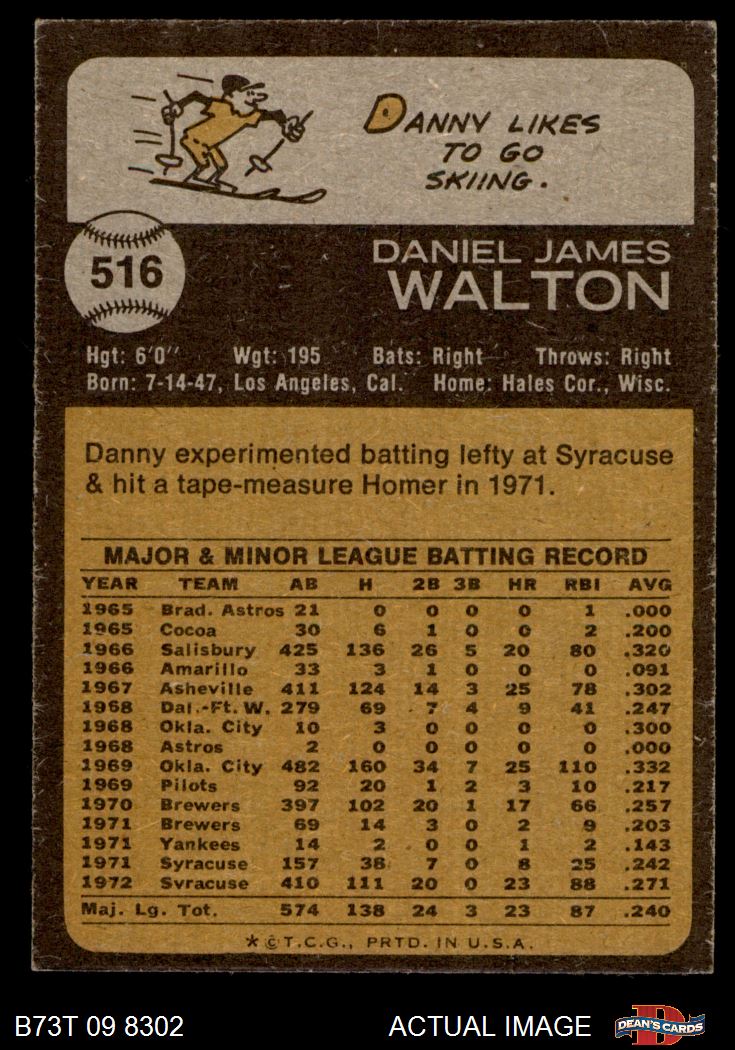 DANNY LIKES
TO GO
SKIING.
516
DANIEL JAMES
WALTON
Hgt: 6'0" Wgt: 195 Bats: Right Throws: Right
Born: 7-14-47, Los Angeles, Cal. Home: Hales Cor., Wisc.
Danny experimented batting lefty at Syracuse
& hit a tape-measure Homer in 1971.
MAJOR & MINOR LEAGUE BATTING RECORD
YEAR TEAM AB H 2B 3B HR RBI AVG
1965 Brad. Astros 21 0 0 0 0 1 .000
1965 Cocoa 30 6 1 0 0 2 .200
1966 Salisbury 425 136 26 5 20 80 .320
1966 Amarillo 33 3 1 0 0 0 .091
1967 Asheville 411 124 14 3 25 78 .302
1968 Dal.-Ft. W. 279 69 7 4 9 41 .247
1968 Okla. City 10 3 0 0 0 0 .300
1968 Astros 2 0 0 0 0 0 .000
1969 Okla. City 482 160 34 7 25 110 .332
1969 Pilots 92 20 1 2 3 10 .217
1970 Brewers 397 102 20 1 17 66 .257
1971 Brewers 69 14 3 0 2 9 .203
1971 Yankees 14 2 0 0 1 2 .143
1971 Syracuse 157 38 7 0 8 25 .242
1972 Syracuse 410 111 20 0 23 88 .271
Maj. Lg. Tot. 574 138 24 3 23 87 .240
★ © T.C.G., PRTD. IN U.S.A.
B73T 09 8302 ACTUAL IMAGE D DEAN'S CARDS